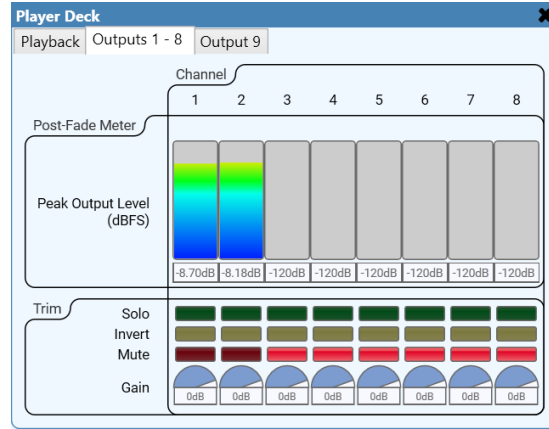 Player Deck
Playback Outputs 1 - 8 Output 9
Channel
1 2 3 4 5 6 7 8
Post-Fade Meter
Peak Output Level
(dBFS)
-8.70dB -8.18dB -120dB -120dB -120dB -120dB -120dB -120dB
Trim
Solo
Invert
Mute
Gain
0dB 0dB 0dB 0dB 0dB 0dB 0dB 0dB